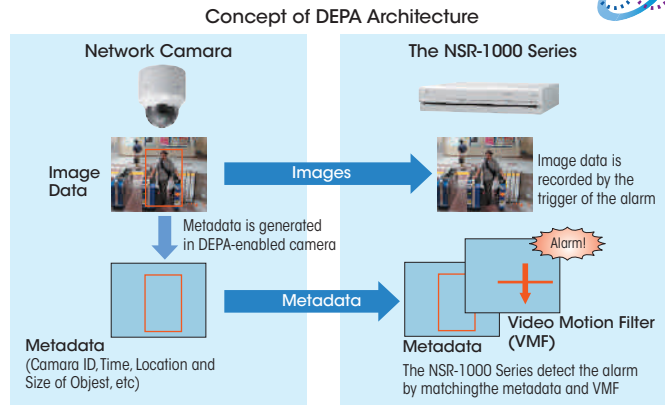 Concept of DEPA Architecture
Network Camara
The NSR-1000 Series
Image
Data
Images
Image data is
recorded by the
trigger of the alarm
Metadata is generated
in DEPA-enabled camera
Alarm!
Metadata
Video Motion Filter
(VMF)
Metadata
Metadata
(Camara ID, Time, Location and
Size of Objest, etc)
The NSR-1000 Series detect the alarm
by matchingthe metadata and VMF